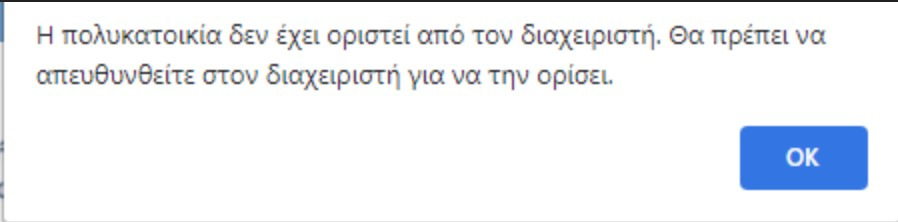 Η πολυκατοικία δεν έχει οριστεί από τον διαχειριστή. Θα πρέπει να
απευθυνθείτε στον διαχειριστή για να την ορίσει.
OK